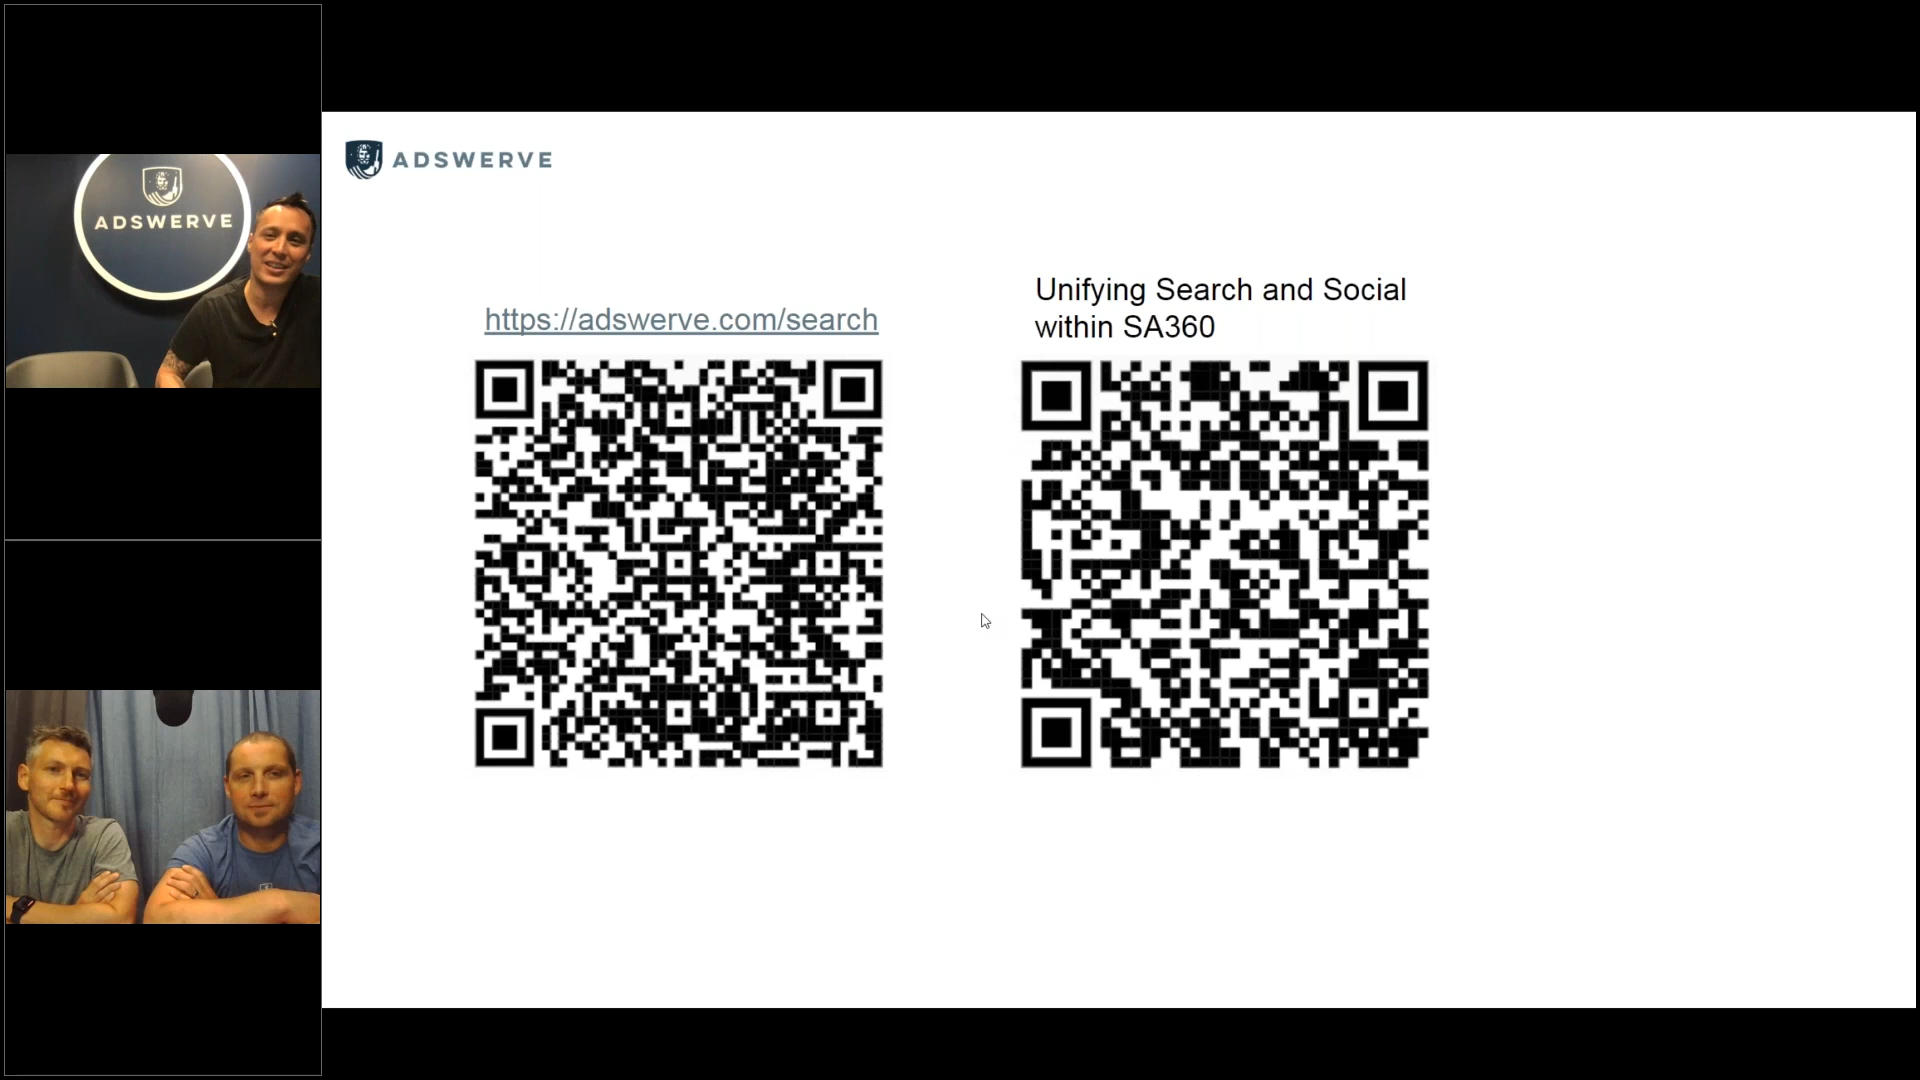 ADSWERVE
ADSWERVE
https://adswerve.com/search
Unifying Search and Social
within SA360